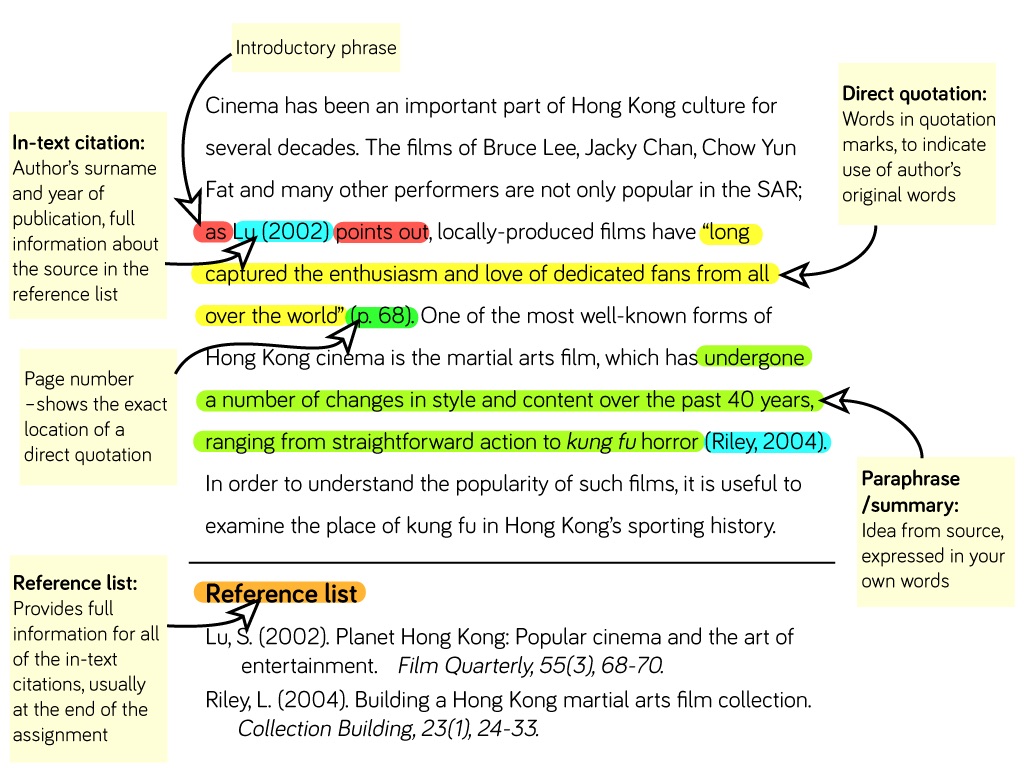 Introductory phrase
In-text citation:
Author's surname
and year of
publication, full
information about
the source in the
reference list
Page number
–shows the exact
location of a
direct quotation
Reference list:
Provides full
information for all
of the in-text
citations, usually
at the end of the
assignment
Cinema has been an important part of Hong Kong culture for
several decades. The films of Bruce Lee, Jacky Chan, Chow Yun
Fat and many other performers are not only popular in the SAR;
as Lu (2002) points out, locally-produced films have “long
captured the enthusiasm and love of dedicated fans from all
over the world” (p. 68). One of the most well-known forms of
Hong Kong cinema is the martial arts film, which has undergone
a number of changes in style and content over the past 40 years,
ranging from straightforward action to kung fu horror (Riley, 2004).
In order to understand the popularity of such films, it is useful to
examine the place of kung fu in Hong Kong’s sporting history.
Reference list
Lu, S. (2002). Planet Hong Kong: Popular cinema and the art of
entertainment. Film Quarterly, 55(3), 68-70.
Riley, L. (2004). Building a Hong Kong martial arts film collection.
Collection Building, 23(1), 24-33.
Direct quotation:
Words in quotation
marks, to indicate
use of author's
original words
Paraphrase
/summary:
Idea from source,
expressed in your
own words